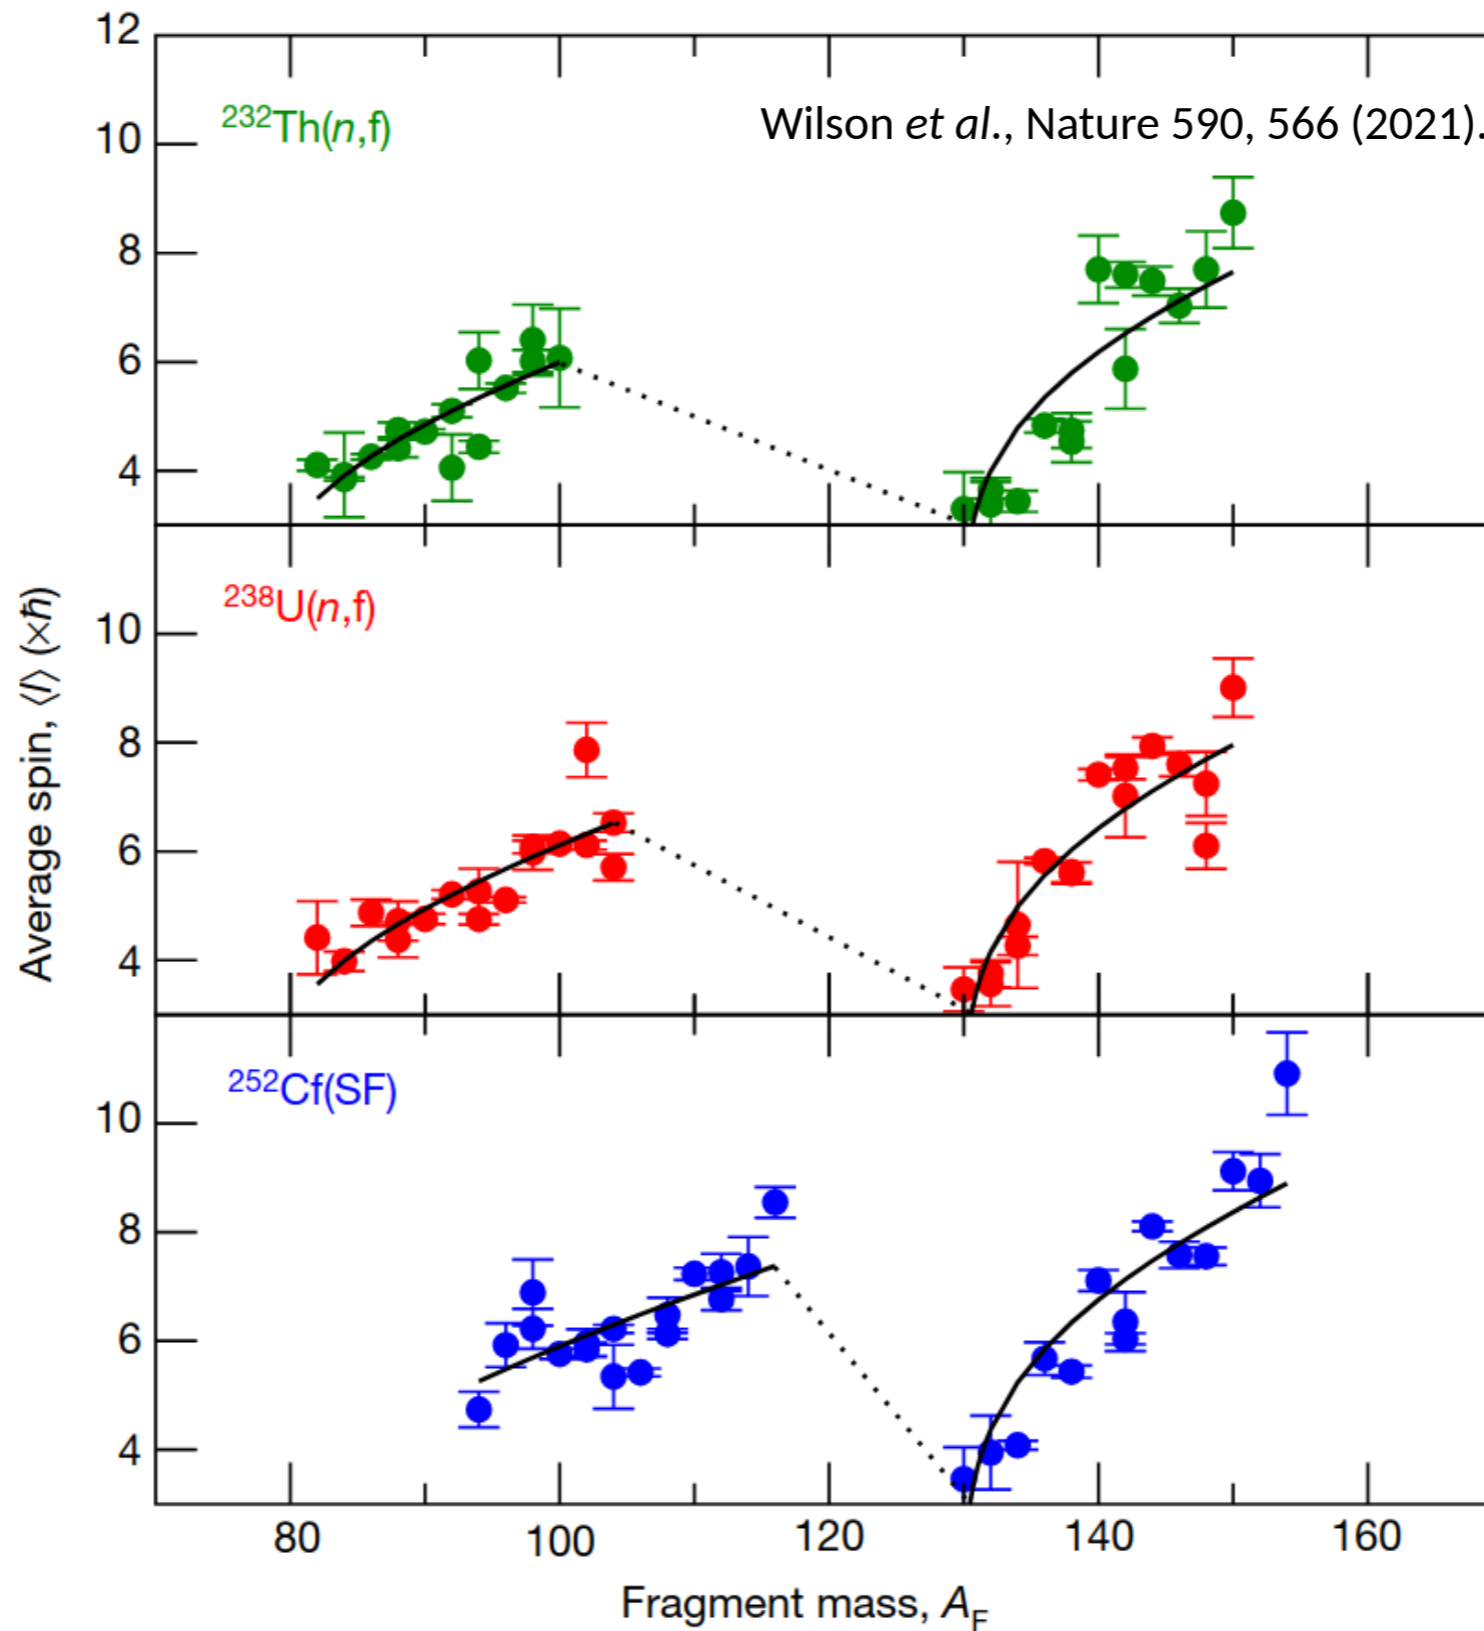 12
²³²Th(n,f)
Wilson et al., Nature 590, 566 (2021).
10
8
6
4
²³⁸U(n,f)
10
8
6
4
Average spin, ⟨I⟩ (×ℏ)
²⁵²Cf(SF)
10
8
6
4
80 100 120 140 160
Fragment mass, A_F